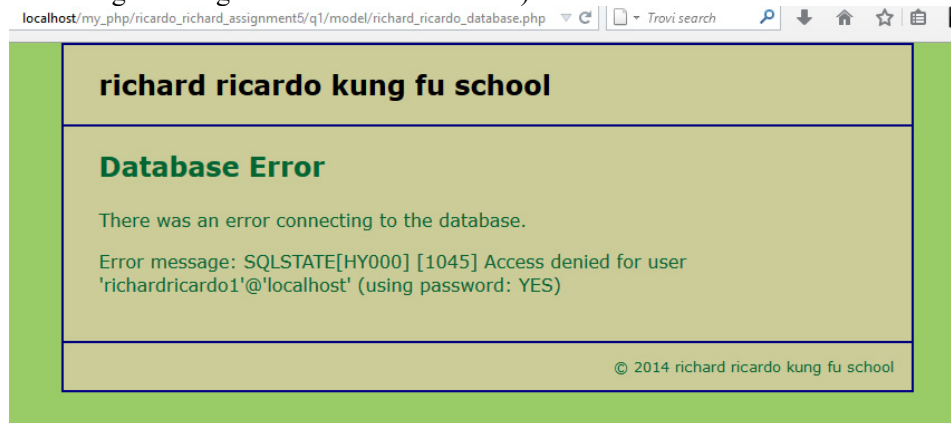 localhost/my_php/ricardo_richard_assignment5/q1/model/richard_ricardo_database.php Trovi search
richard ricardo kung fu school
Database Error
There was an error connecting to the database.
Error message: SQLSTATE[HY000] [1045] Access denied for user
'richardricardo1'@'localhost' (using password: YES)
© 2014 richard ricardo kung fu school